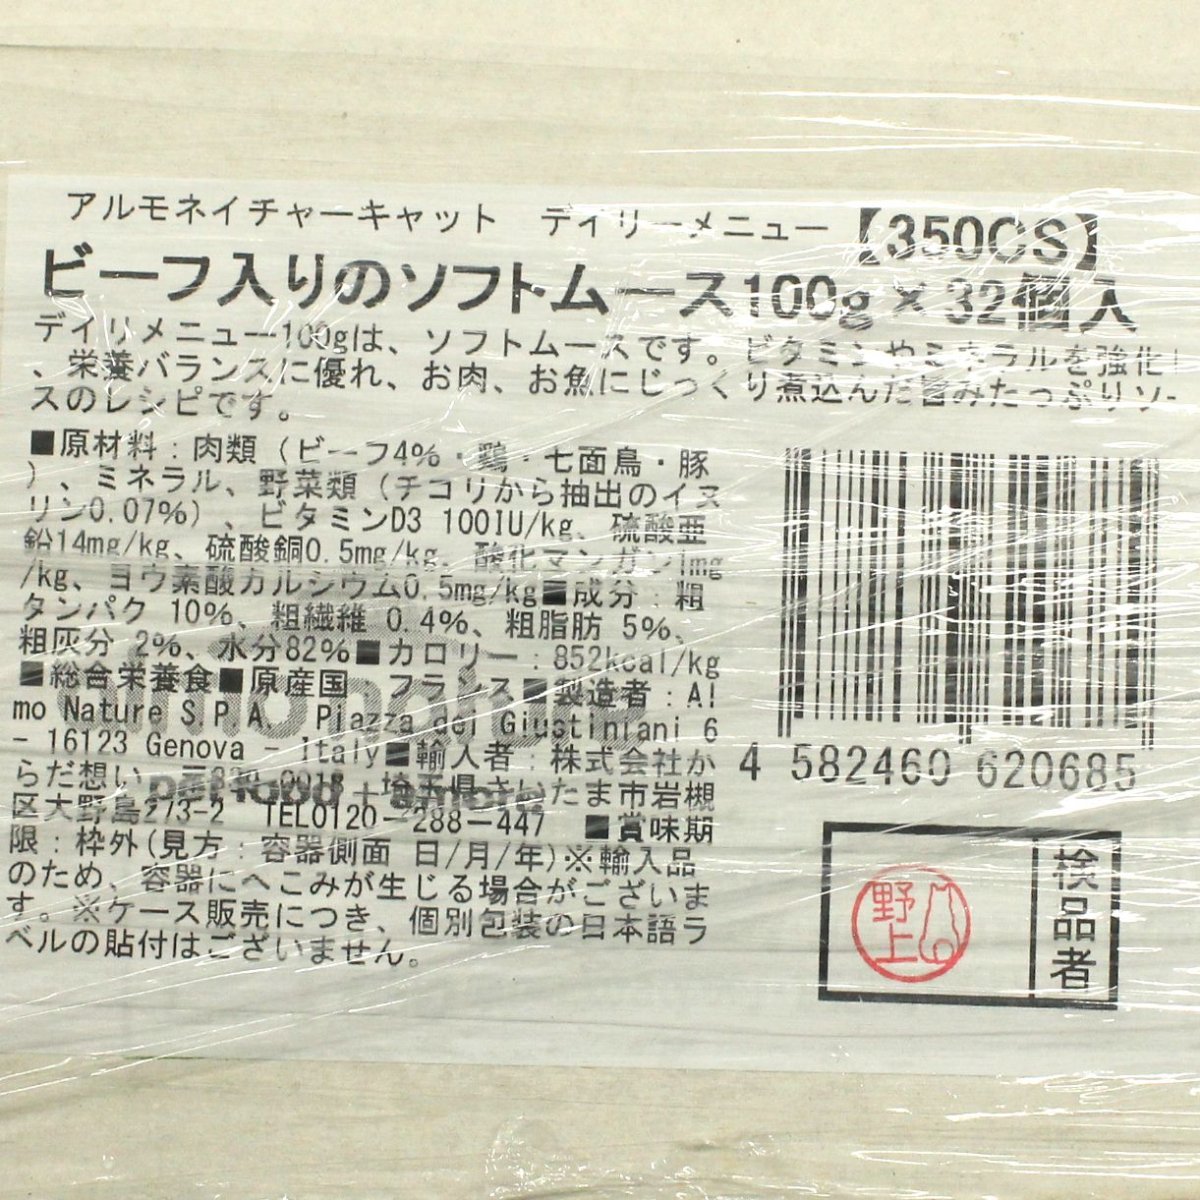 アルモネイチャーキャット デイリーメニュー【350CS】
ビーフ入りのソフトムース100g×32個入
デイリメニュー100gは、ソフトムースです。ビタミンやミネラルを強化し
、栄養バランスに優れ、お肉、お魚にじっくり煮込んだ旨みたっぷりソー
スのレシピです。
■原材料：肉類（ビーフ4%・鶏・七面鳥・豚
）、ミネラル、野菜類（チコリから抽出のイヌ
リン0.07%）、ビタミンD3 100IU/kg、硫酸亜
鉛14mg/kg、硫酸銅0.5mg/kg、酸化マンガン1mg
/kg、ヨウ素酸カルシウム0.5mg/kg■成分：粗
タンパク 10%、粗繊維 0.4%、粗脂肪 5%、
粗灰分 2%、水分82%■カロリー：852kcal/kg
■総合栄養食■原産国 フランス■製造者：Al
mo Nature S.P.A. Piazza dei Giustiniani 6
- 16123 Genova - Italy■輸入者：株式会社か
らだ想い 〒339-0018 埼玉県さいたま市岩槻
区大野島273-2 TEL0120-288-447 ■賞味期
限：枠外(見方：容器側面 日/月/年)※輸入品
のため、容器にへこみが生じる場合がございま
す。※ケース販売につき、個別包装の日本語ラ
ベルの貼付はございません。
4 582460 620685
検品者
野上